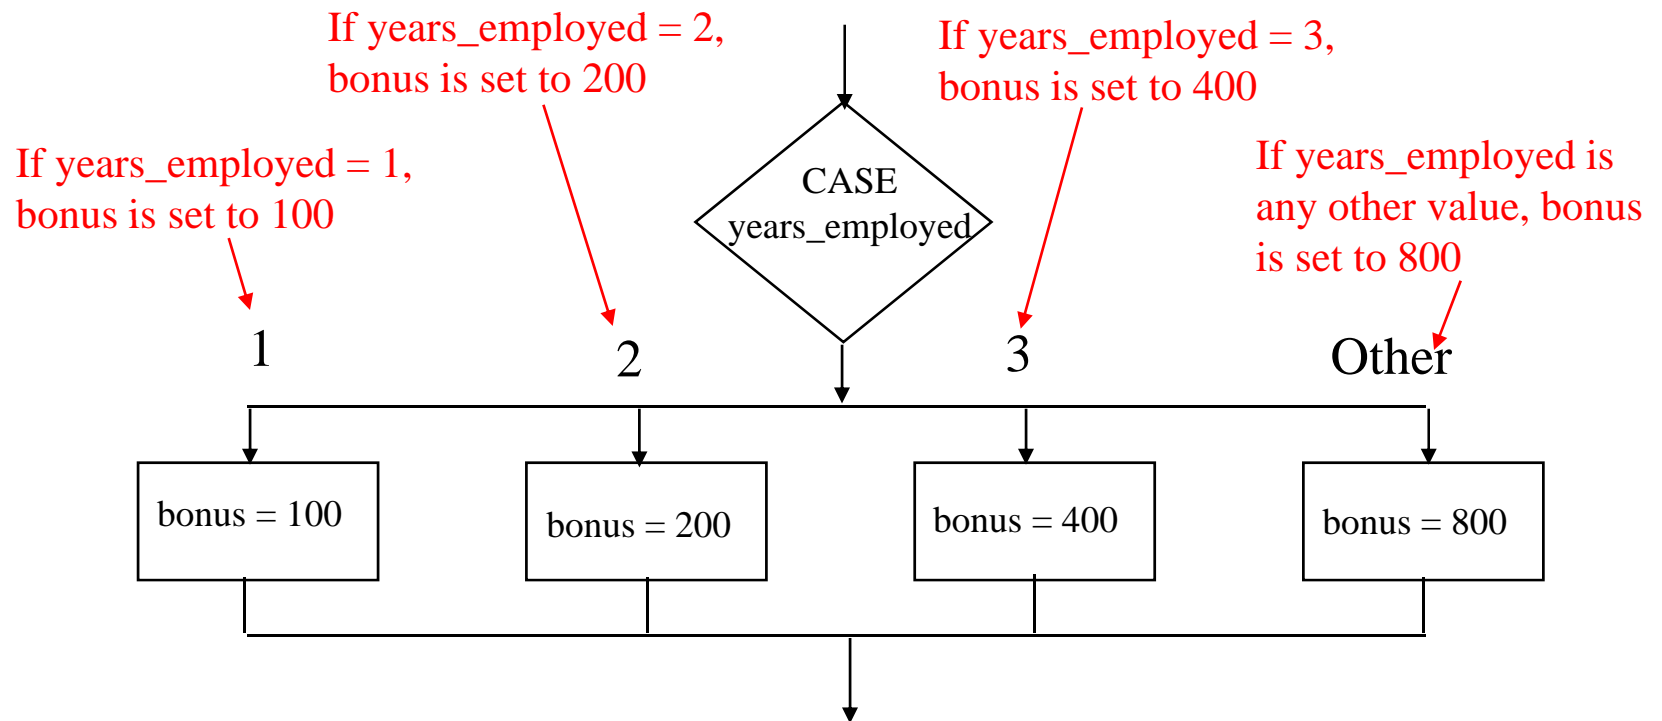 If years_employed = 2,
bonus is set to 200
If years_employed = 3,
bonus is set to 400
If years_employed = 1,
bonus is set to 100
If years_employed is
any other value, bonus
is set to 800
CASE
years_employed
1
2
3
Other
bonus = 100
bonus = 200
bonus = 400
bonus = 800